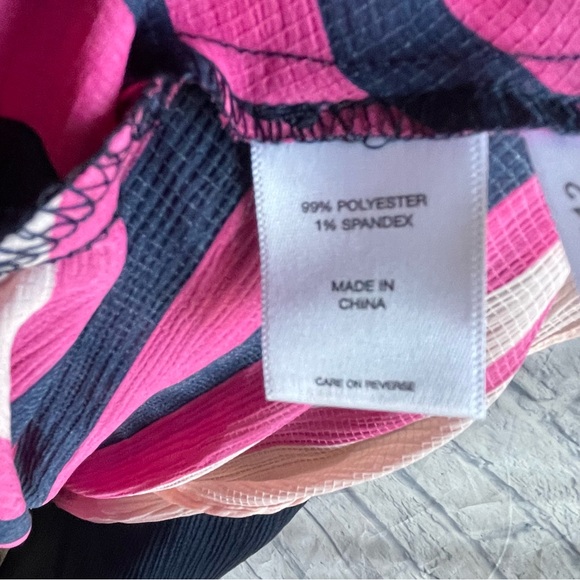 99% POLYESTER
1% SPANDEX
MADE IN
CHINA
CARE ON REVERSE